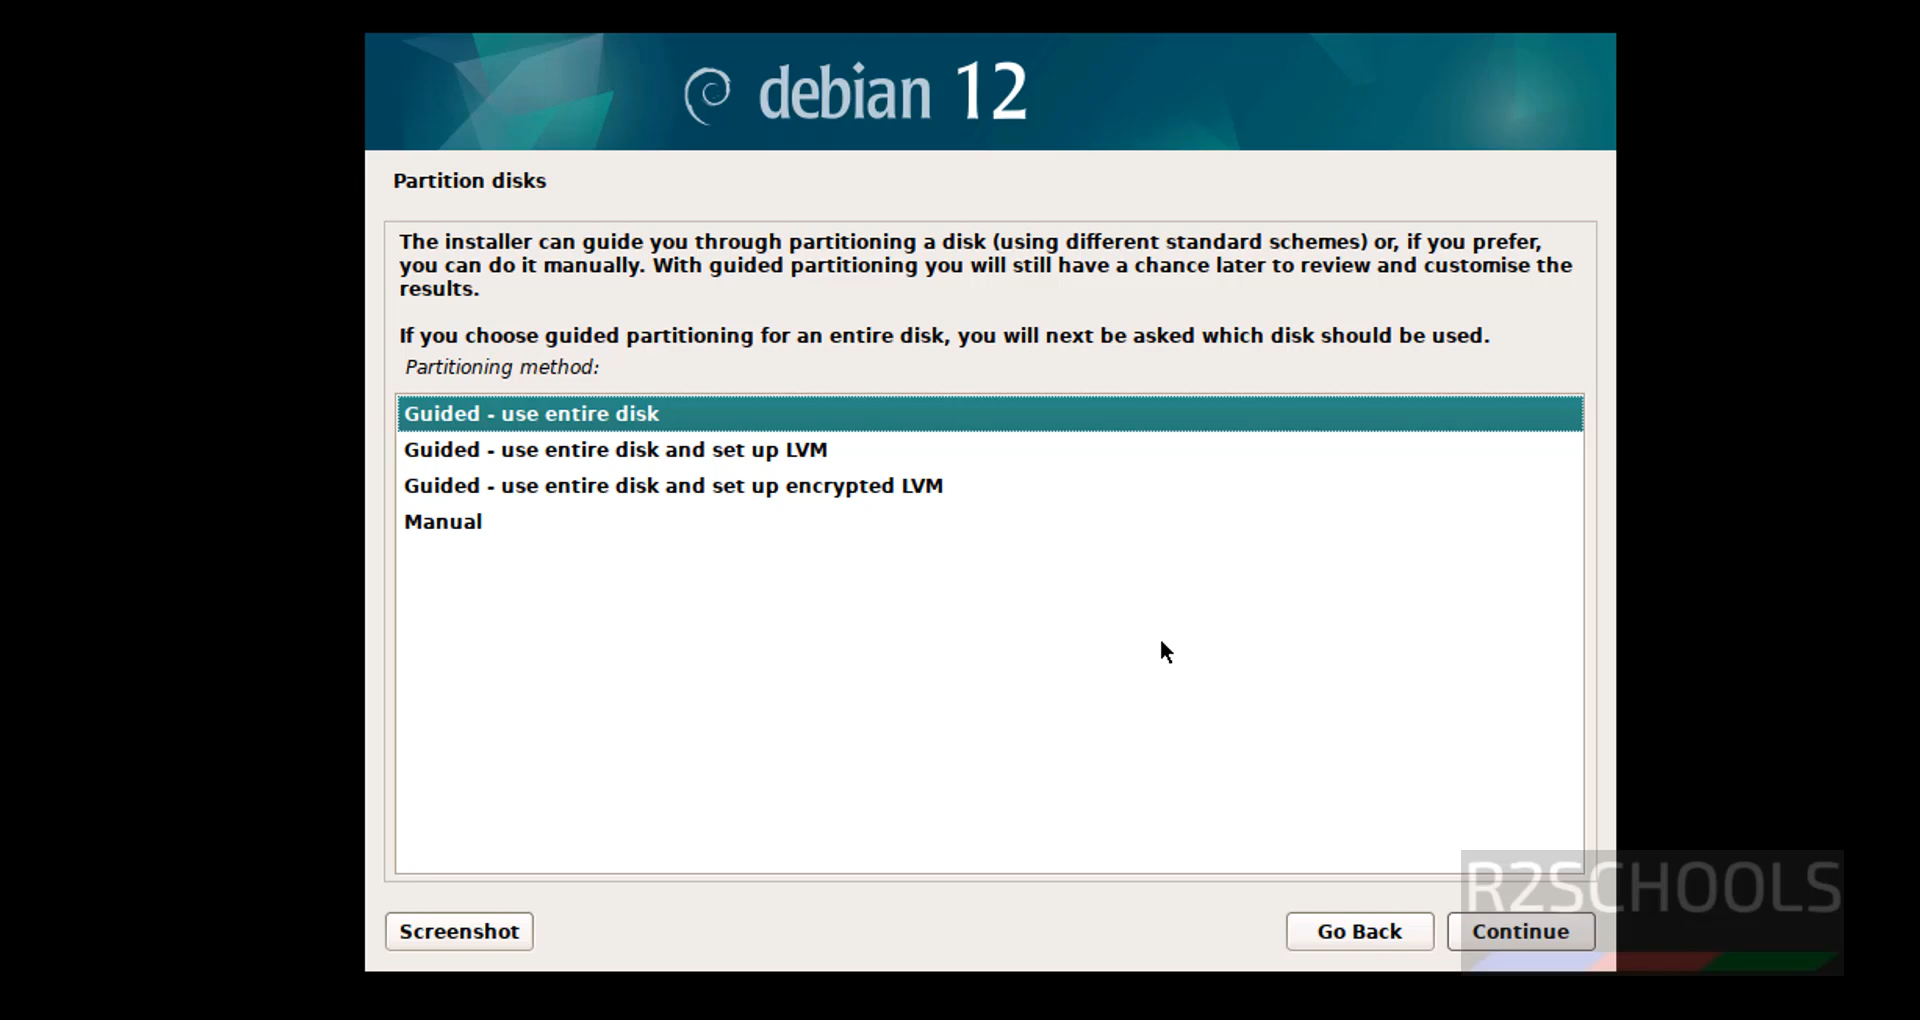 debian 12
Partition disks
The installer can guide you through partitioning a disk (using different standard schemes) or, if you prefer,
you can do it manually. With guided partitioning you will still have a chance later to review and customise the
results.
If you choose guided partitioning for an entire disk, you will next be asked which disk should be used.
Partitioning method:
Guided - use entire disk
Guided - use entire disk and set up LVM
Guided - use entire disk and set up encrypted LVM
Manual
R2SCHOOLS
Screenshot
Go Back
Continue